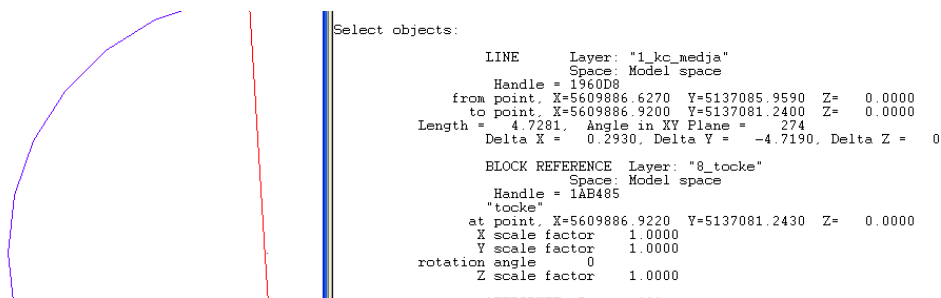 Select objects:
LINE Layer: "1_kc_medja"
Space: Model space
Handle = 1960D8
from point, X=5609886.6270 Y=5137085.9590 Z= 0.0000
to point, X=5609886.9200 Y=5137081.2400 Z= 0.0000
Length = 4.7281, Angle in XY Plane = 274
Delta X = 0.2930, Delta Y = -4.7190, Delta Z = 0
BLOCK REFERENCE Layer: "8_tocke"
Space: Model space
Handle = 1AB485
"tocke"
at point, X=5609886.9220 Y=5137081.2430 Z= 0.0000
X scale factor 1.0000
Y scale factor 1.0000
rotation angle 0
Z scale factor 1.0000